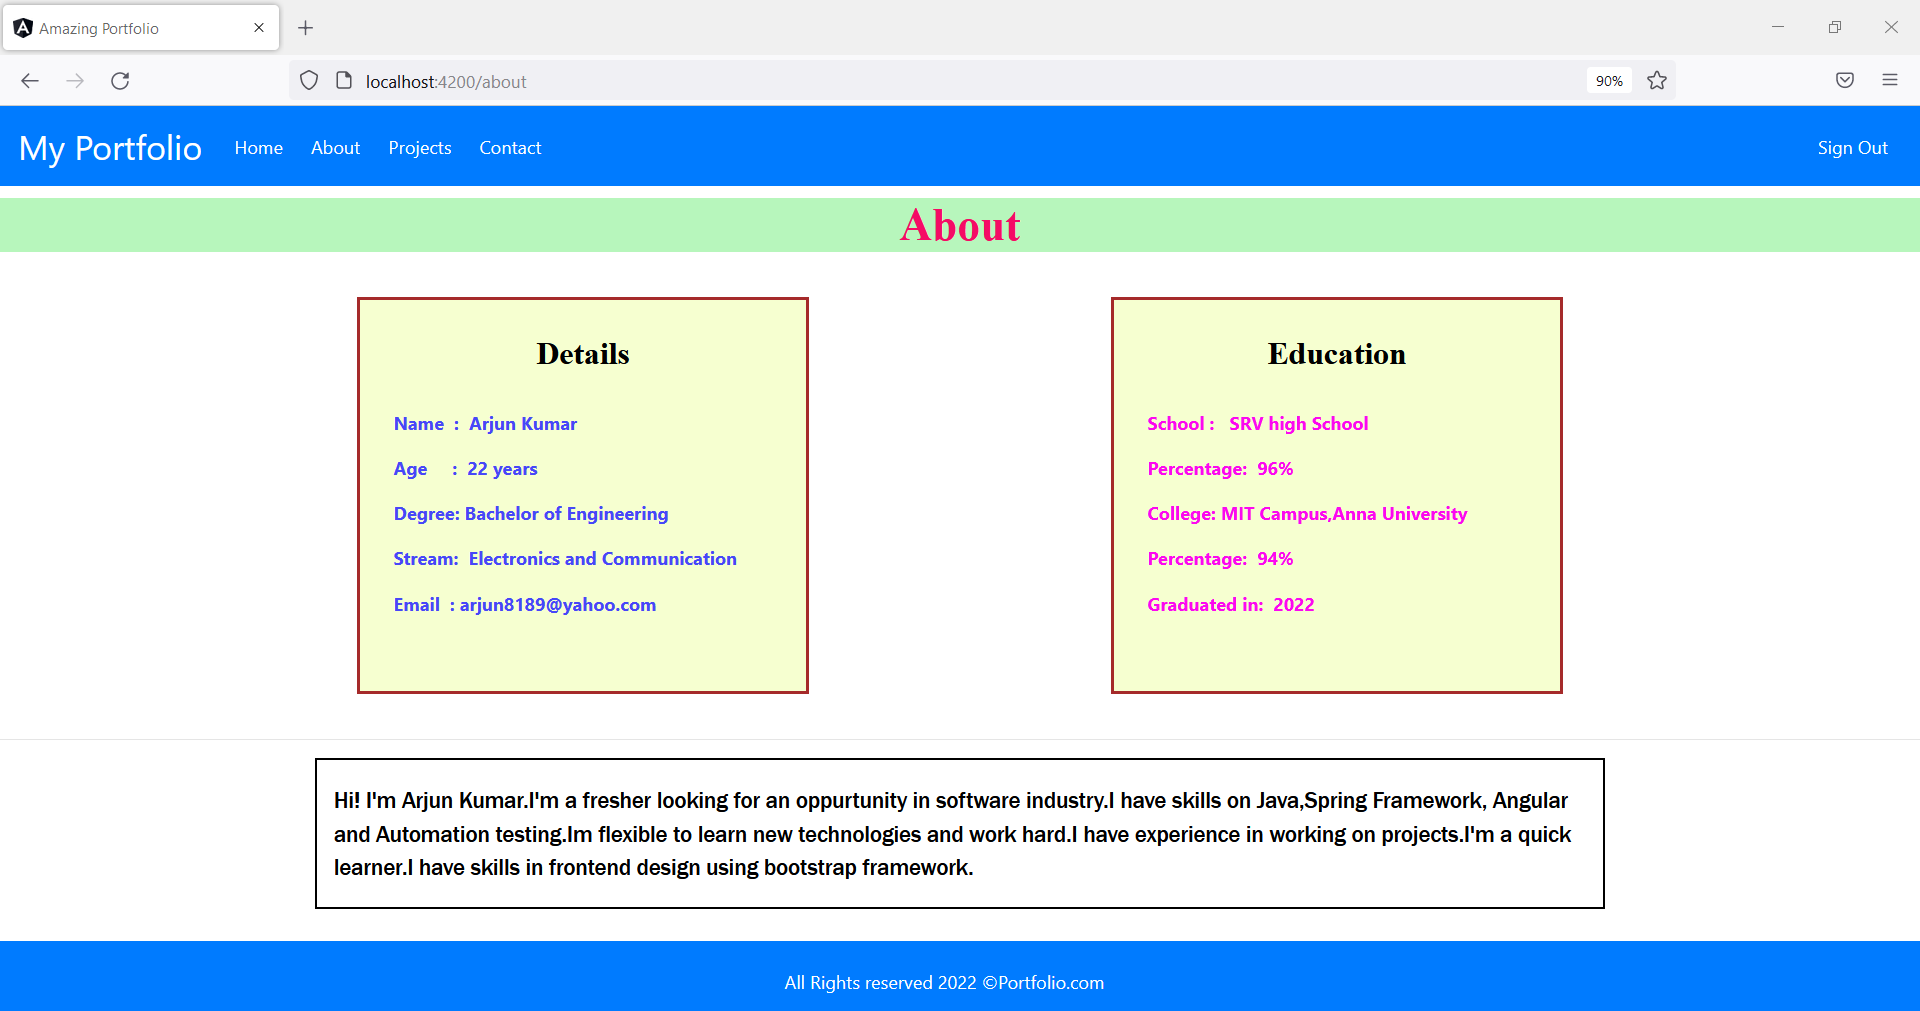 Amazing Portfolio
localhost:4200/about
90%
My Portfolio Home About Projects Contact Sign Out
About
Details
Name : Arjun Kumar
Age : 22 years
Degree: Bachelor of Engineering
Stream: Electronics and Communication
Email : arjun8189@yahoo.com
Education
School : SRV high School
Percentage: 96%
College: MIT Campus,Anna University
Percentage: 94%
Graduated in: 2022
Hi! I'm Arjun Kumar.I'm a fresher looking for an oppurtunity in software industry.I have skills on Java,Spring Framework, Angular
and Automation testing.Im flexible to learn new technologies and work hard.I have experience in working on projects.I'm a quick
learner.I have skills in frontend design using bootstrap framework.
All Rights reserved 2022 ©Portfolio.com